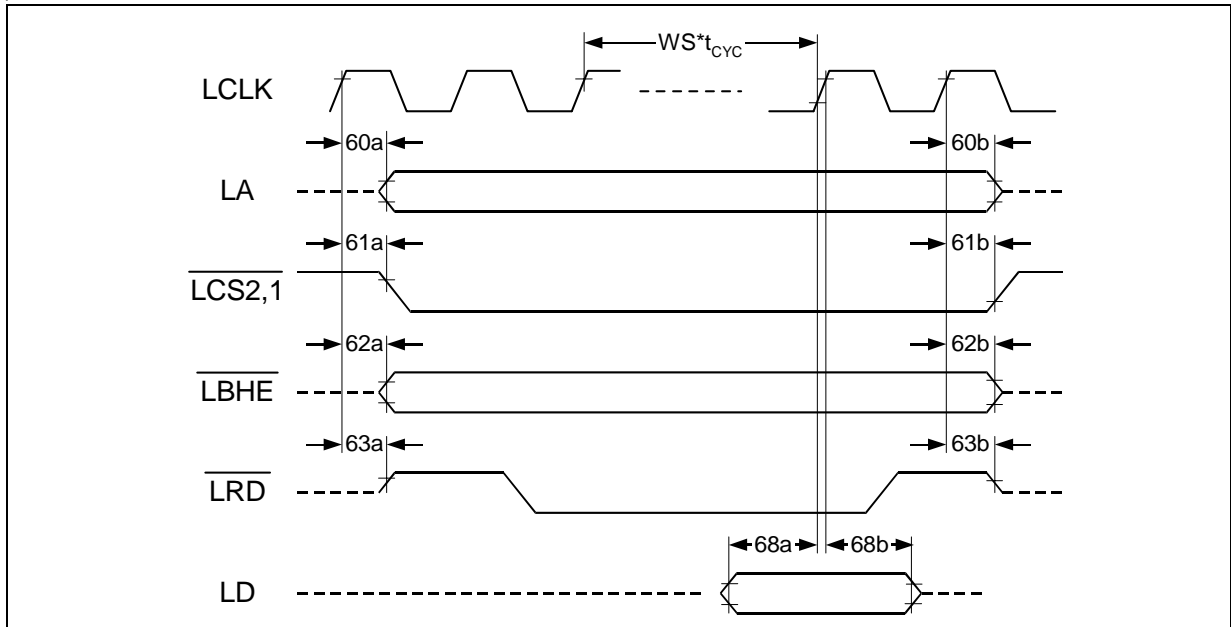 WS*tCYC
LCLK
60a 60b
LA
61a 61b
LCS2,1
62a 62b
LBHE
63a 63b
LRD
68a 68b
LD